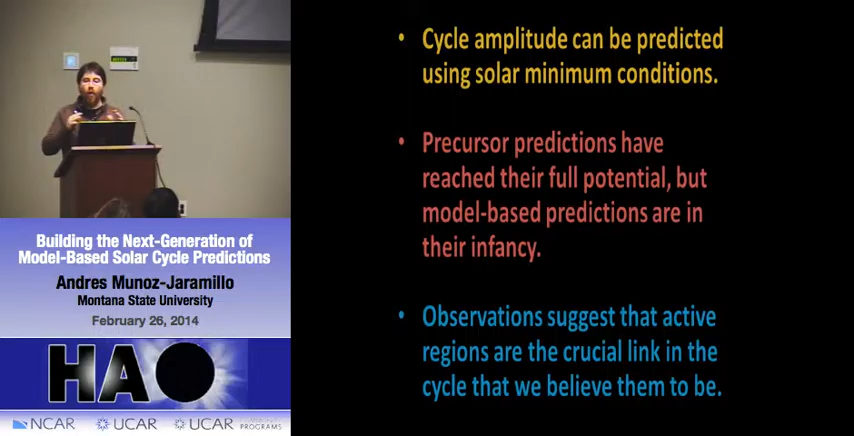 Building the Next-Generation of
Model-Based Solar Cycle Predictions
Andres Munoz-Jaramillo
Montana State University
February 26, 2014
HAO
NCAR
UCAR
UCAR
PROGRAMS
• Cycle amplitude can be predicted
using solar minimum conditions.
• Precursor predictions have
reached their full potential, but
model-based predictions are in
their infancy.
• Observations suggest that active
regions are the crucial link in the
cycle that we believe them to be.